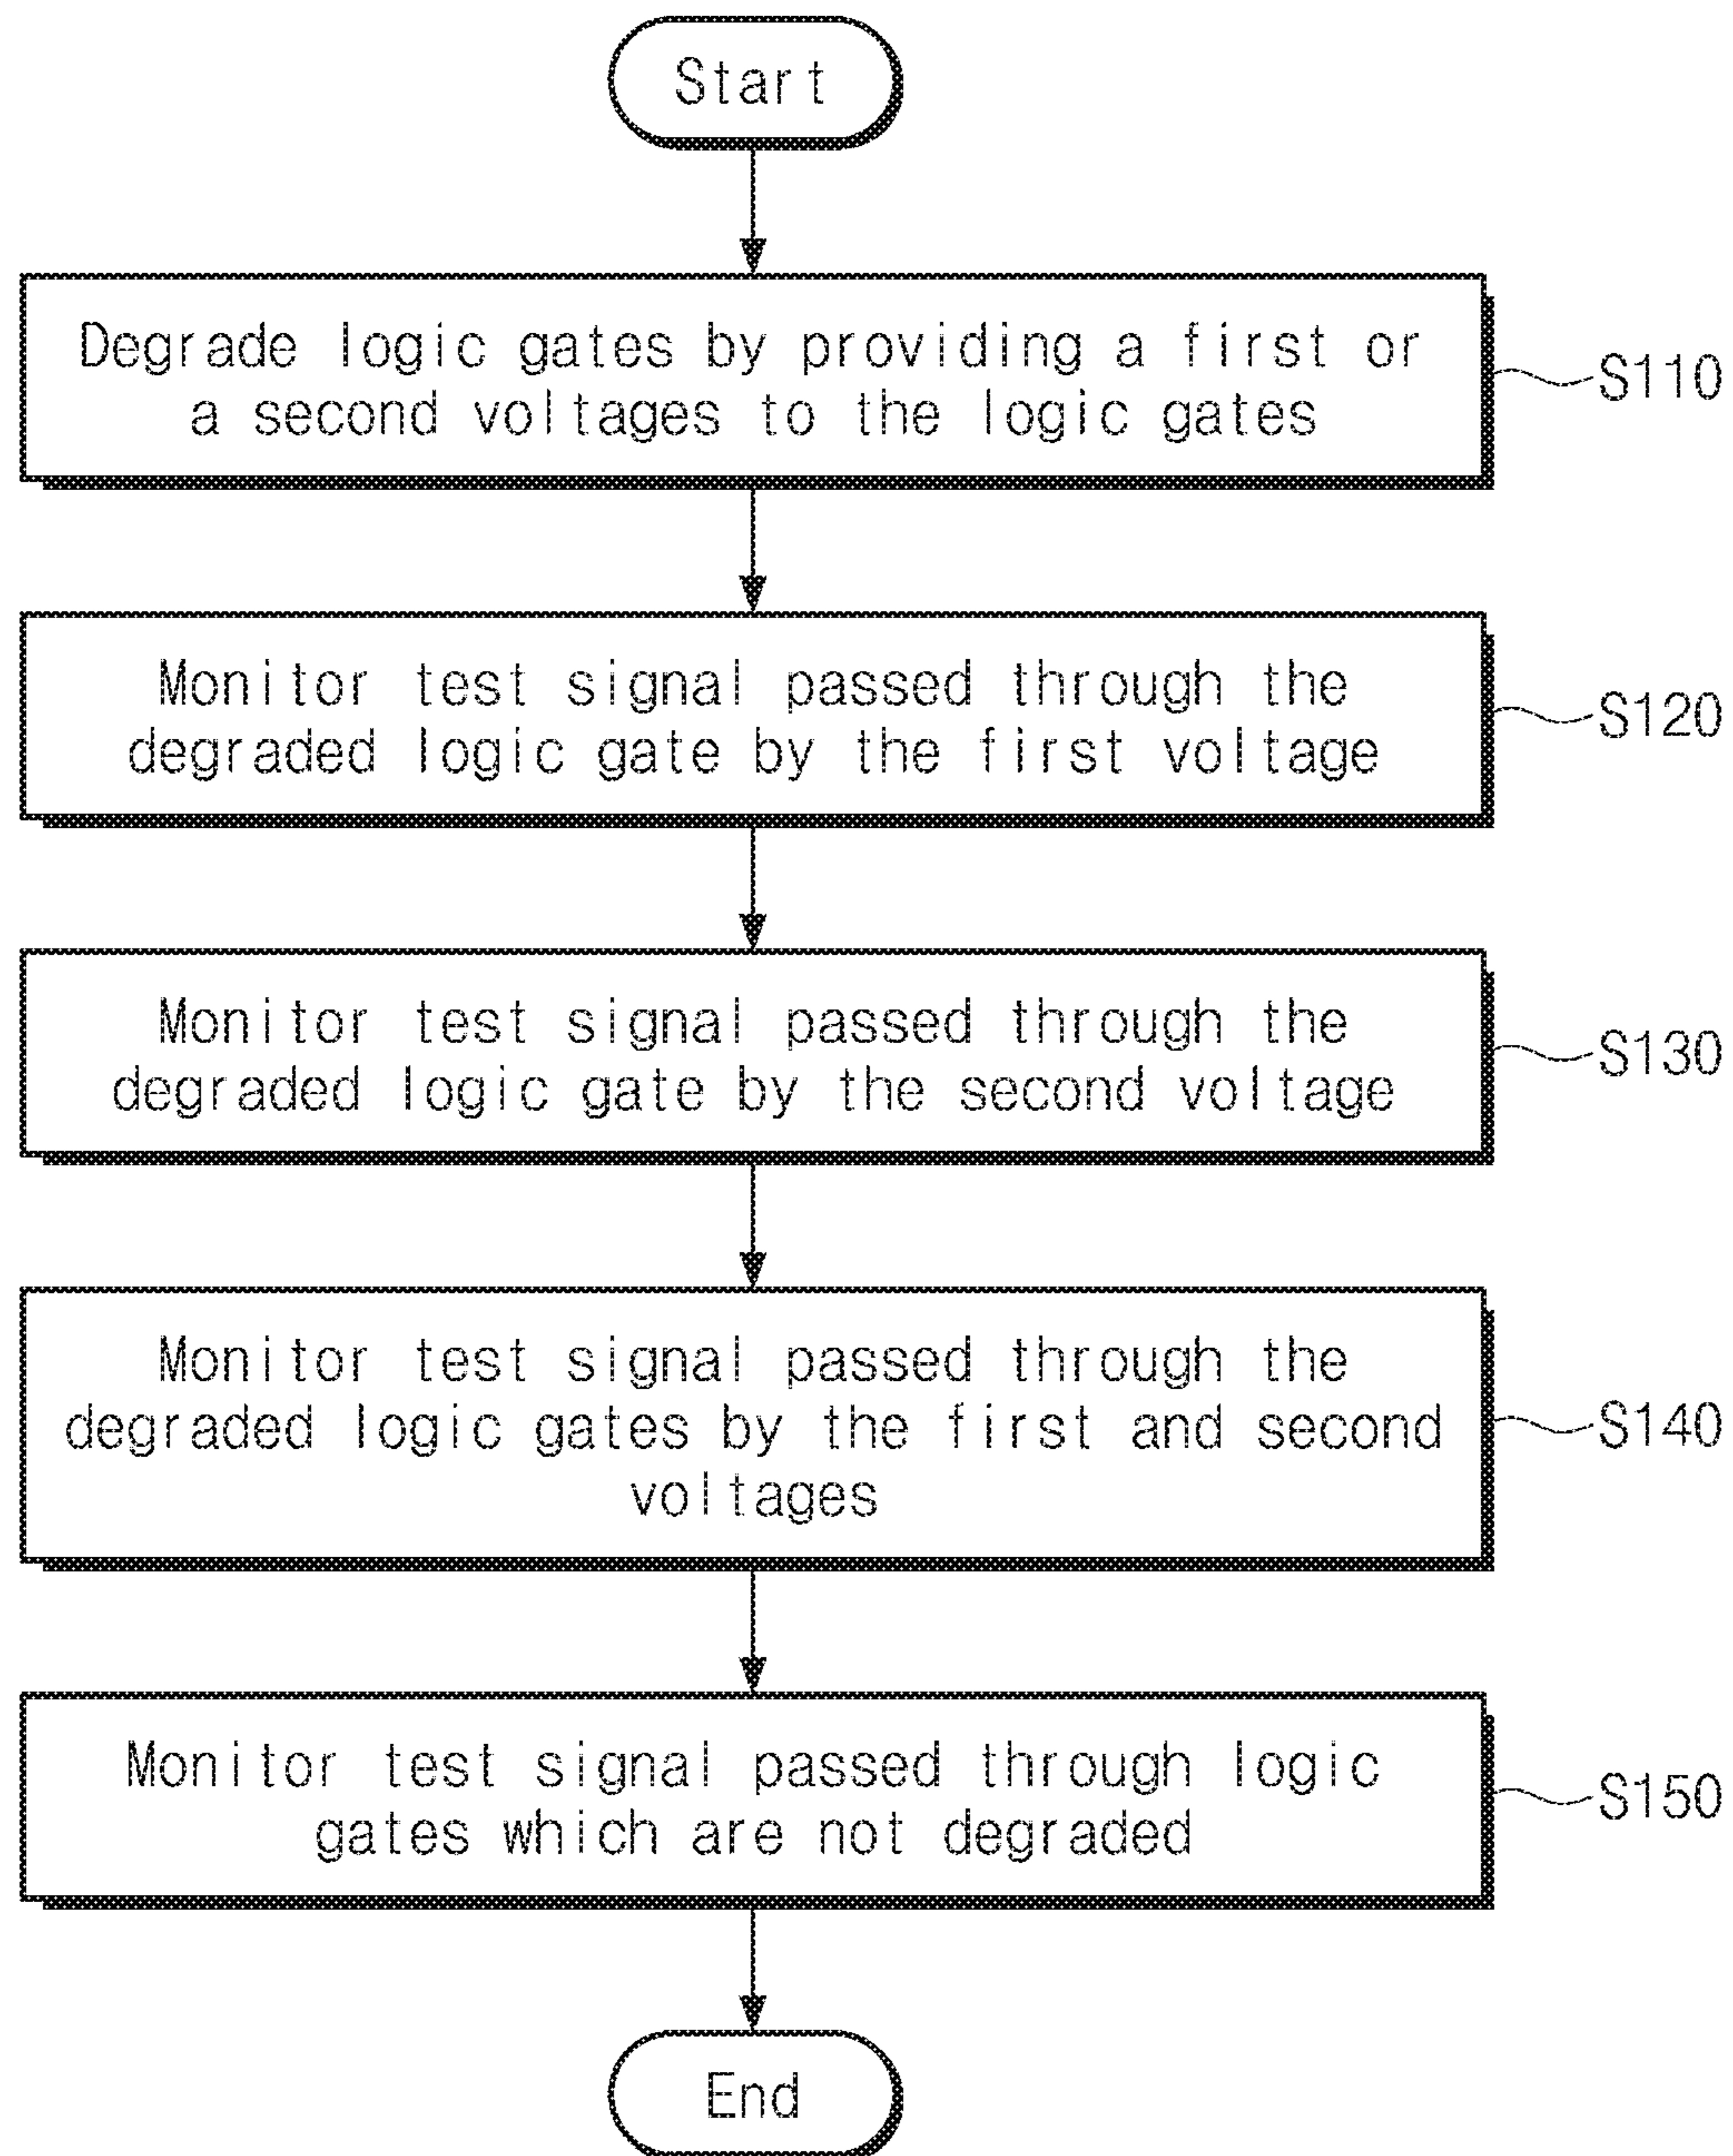 Start
Degrade logic gates by providing a first or
a second voltages to the logic gates
S110
Monitor test signal passed through the
degraded logic gate by the first voltage
S120
Monitor test signal passed through the
degraded logic gate by the second voltage
S130
Monitor test signal passed through the
degraded logic gates by the first and second
voltages
S140
Monitor test signal passed through logic
gates which are not degraded
S150
End